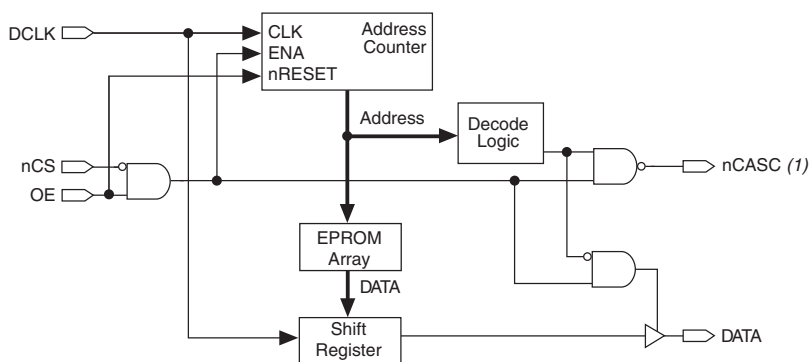 DCLK
CLK
ENA
nRESET
Address
Counter
Address
Decode
Logic
nCS
OE
nCASC (1)
EPROM
Array
DATA
Shift
Register
DATA